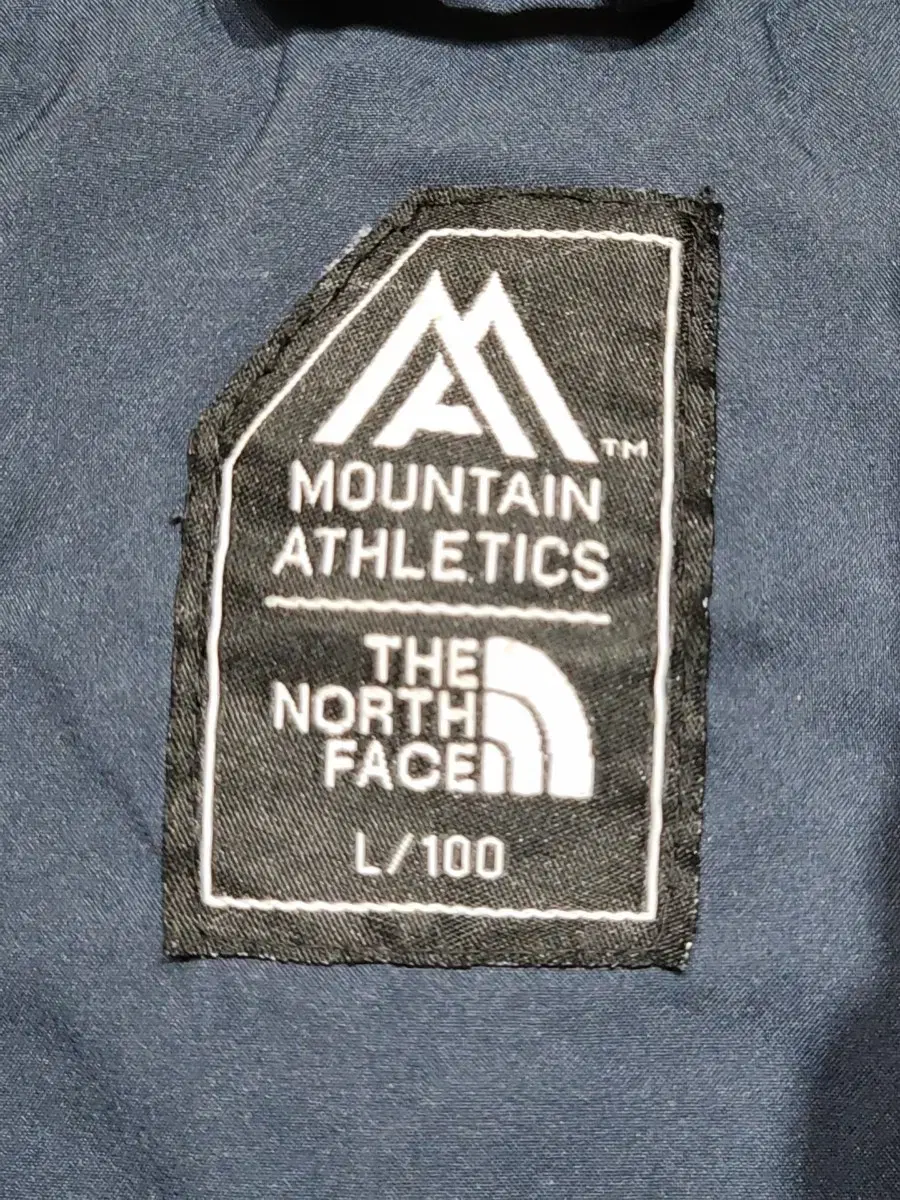 TM
MOUNTAIN
ATHLETICS
THE
NORTH
FACE
L/100